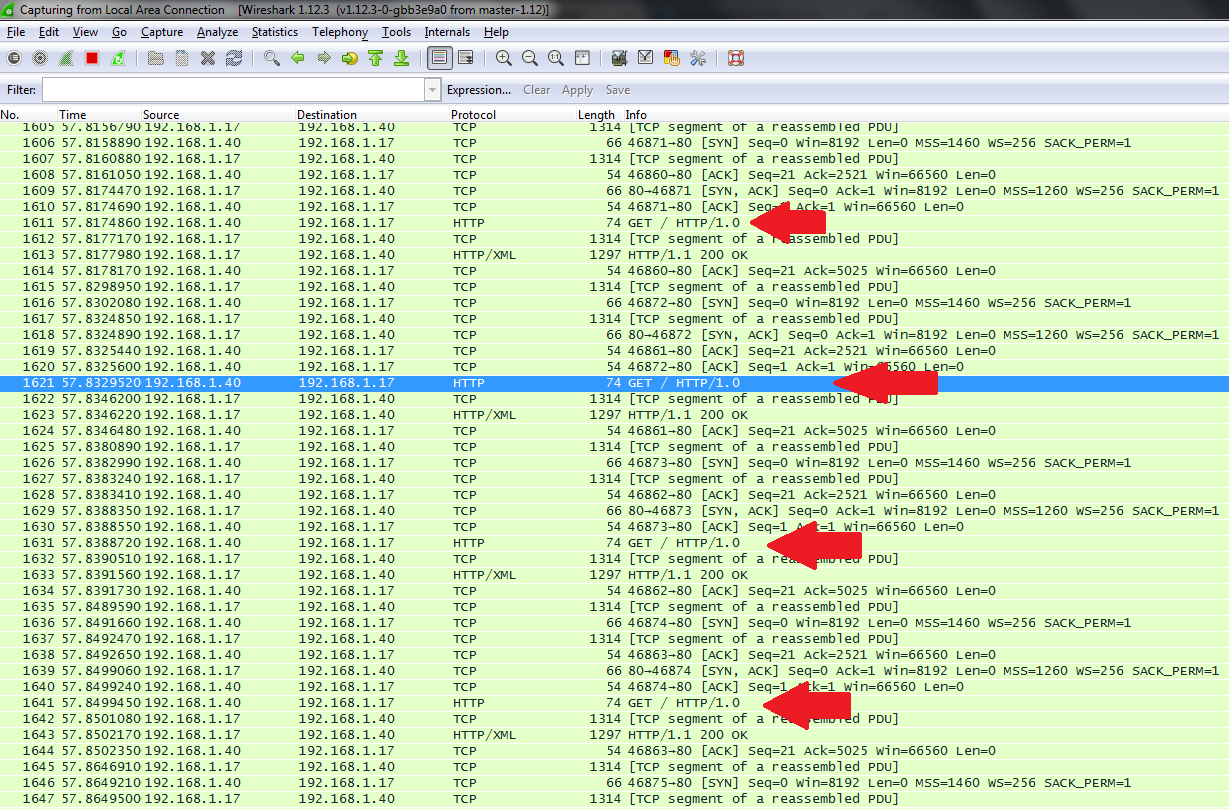 Capturing from Local Area Connection [Wireshark 1.12.3 (v1.12.3-0-gbb3e9a0 from master-1.12)]
File Edit View Go Capture Analyze Statistics Telephony Tools Internals Help
Filter: Expression... Clear Apply Save
No. Time Source Destination Protocol Length Info
1605 57.8156790 192.168.1.17 192.168.1.40 TCP 1314 [TCP segment of a reassembled PDU]
1606 57.8158890 192.168.1.40 192.168.1.17 TCP 66 46871→80 [SYN] Seq=0 Win=8192 Len=0 MSS=1460 WS=256 SACK_PERM=1
1607 57.8160880 192.168.1.17 192.168.1.40 TCP 1314 [TCP segment of a reassembled PDU]
1608 57.8161050 192.168.1.40 192.168.1.17 TCP 54 46860→80 [ACK] Seq=21 Ack=2521 Win=66560 Len=0
1609 57.8174470 192.168.1.17 192.168.1.40 TCP 66 80→46871 [SYN, ACK] Seq=0 Ack=1 Win=8192 Len=0 MSS=1260 WS=256 SACK_PERM=1
1610 57.8174690 192.168.1.40 192.168.1.17 TCP 54 46871→80 [ACK] Ack=1 Win=66560 Len=0
1611 57.8174860 192.168.1.40 192.168.1.17 HTTP 74 GET / HTTP/1.0
1612 57.8177170 192.168.1.17 192.168.1.40 TCP 1314 [TCP segment of a reassembled PDU]
1613 57.8177980 192.168.1.17 192.168.1.40 HTTP/XML 1297 HTTP/1.1 200 OK
1614 57.8178170 192.168.1.40 192.168.1.17 TCP 54 46860→80 [ACK] Seq=21 Ack=5025 Win=66560 Len=0
1615 57.8298950 192.168.1.17 192.168.1.40 TCP 1314 [TCP segment of a reassembled PDU]
1616 57.8302080 192.168.1.40 192.168.1.17 TCP 66 46872→80 [SYN] Seq=0 Win=8192 Len=0 MSS=1460 WS=256 SACK_PERM=1
1617 57.8324850 192.168.1.17 192.168.1.40 TCP 1314 [TCP segment of a reassembled PDU]
1618 57.8324890 192.168.1.17 192.168.1.40 TCP 66 80→46872 [SYN, ACK] Seq=0 Ack=1 Win=8192 Len=0 MSS=1260 WS=256 SACK_PERM=1
1619 57.8325440 192.168.1.40 192.168.1.17 TCP 54 46861→80 [ACK] Seq=21 Ack=2521 Win=66560 Len=0
1620 57.8325600 192.168.1.40 192.168.1.17 TCP 54 46872→80 [ACK] Seq=1 Ack=1 Win=66560 Len=0
1621 57.8329520 192.168.1.40 192.168.1.17 HTTP 74 GET / HTTP/1.0
1622 57.8346200 192.168.1.17 192.168.1.40 TCP 1314 [TCP segment of a reassembled PDU]
1623 57.8346220 192.168.1.17 192.168.1.40 HTTP/XML 1297 HTTP/1.1 200 OK
1624 57.8346480 192.168.1.40 192.168.1.17 TCP 54 46861→80 [ACK] Seq=21 Ack=5025 Win=66560 Len=0
1625 57.8380890 192.168.1.17 192.168.1.40 TCP 1314 [TCP segment of a reassembled PDU]
1626 57.8382990 192.168.1.40 192.168.1.17 TCP 66 46873→80 [SYN] Seq=0 Win=8192 Len=0 MSS=1460 WS=256 SACK_PERM=1
1627 57.8383240 192.168.1.17 192.168.1.40 TCP 1314 [TCP segment of a reassembled PDU]
1628 57.8383410 192.168.1.40 192.168.1.17 TCP 54 46862→80 [ACK] Seq=21 Ack=2521 Win=66560 Len=0
1629 57.8388350 192.168.1.17 192.168.1.40 TCP 66 80→46873 [SYN, ACK] Seq=0 Ack=1 Win=8192 Len=0 MSS=1260 WS=256 SACK_PERM=1
1630 57.8388550 192.168.1.40 192.168.1.17 TCP 54 46873→80 [ACK] Seq=1 Ack=1 Win=66560 Len=0
1631 57.8388720 192.168.1.40 192.168.1.17 HTTP 74 GET / HTTP/1.0
1632 57.8390510 192.168.1.17 192.168.1.40 TCP 1314 [TCP segment of a reassembled PDU]
1633 57.8391560 192.168.1.17 192.168.1.40 HTTP/XML 1297 HTTP/1.1 200 OK
1634 57.8391730 192.168.1.40 192.168.1.17 TCP 54 46862→80 [ACK] Seq=21 Ack=5025 Win=66560 Len=0
1635 57.8489590 192.168.1.17 192.168.1.40 TCP 1314 [TCP segment of a reassembled PDU]
1636 57.8491660 192.168.1.40 192.168.1.17 TCP 66 46874→80 [SYN] Seq=0 Win=8192 Len=0 MSS=1460 WS=256 SACK_PERM=1
1637 57.8492470 192.168.1.17 192.168.1.40 TCP 1314 [TCP segment of a reassembled PDU]
1638 57.8492650 192.168.1.40 192.168.1.17 TCP 54 46863→80 [ACK] Seq=21 Ack=2521 Win=66560 Len=0
1639 57.8499060 192.168.1.17 192.168.1.40 TCP 66 80→46874 [SYN, ACK] Seq=0 Ack=1 Win=8192 Len=0 MSS=1260 WS=256 SACK_PERM=1
1640 57.8499240 192.168.1.40 192.168.1.17 TCP 54 46874→80 [ACK] Seq=1 Ack=1 Win=66560 Len=0
1641 57.8499450 192.168.1.40 192.168.1.17 HTTP 74 GET / HTTP/1.0
1642 57.8501080 192.168.1.17 192.168.1.40 TCP 1314 [TCP segment of a reassembled PDU]
1643 57.8502170 192.168.1.17 192.168.1.40 HTTP/XML 1297 HTTP/1.1 200 OK
1644 57.8502350 192.168.1.40 192.168.1.17 TCP 54 46863→80 [ACK] Seq=21 Ack=5025 Win=66560 Len=0
1645 57.8646910 192.168.1.17 192.168.1.40 TCP 1314 [TCP segment of a reassembled PDU]
1646 57.8649210 192.168.1.40 192.168.1.17 TCP 66 46875→80 [SYN] Seq=0 Win=8192 Len=0 MSS=1460 WS=256 SACK_PERM=1
1647 57.8649500 192.168.1.17 192.168.1.40 TCP 1314 [TCP segment of a reassembled PDU]